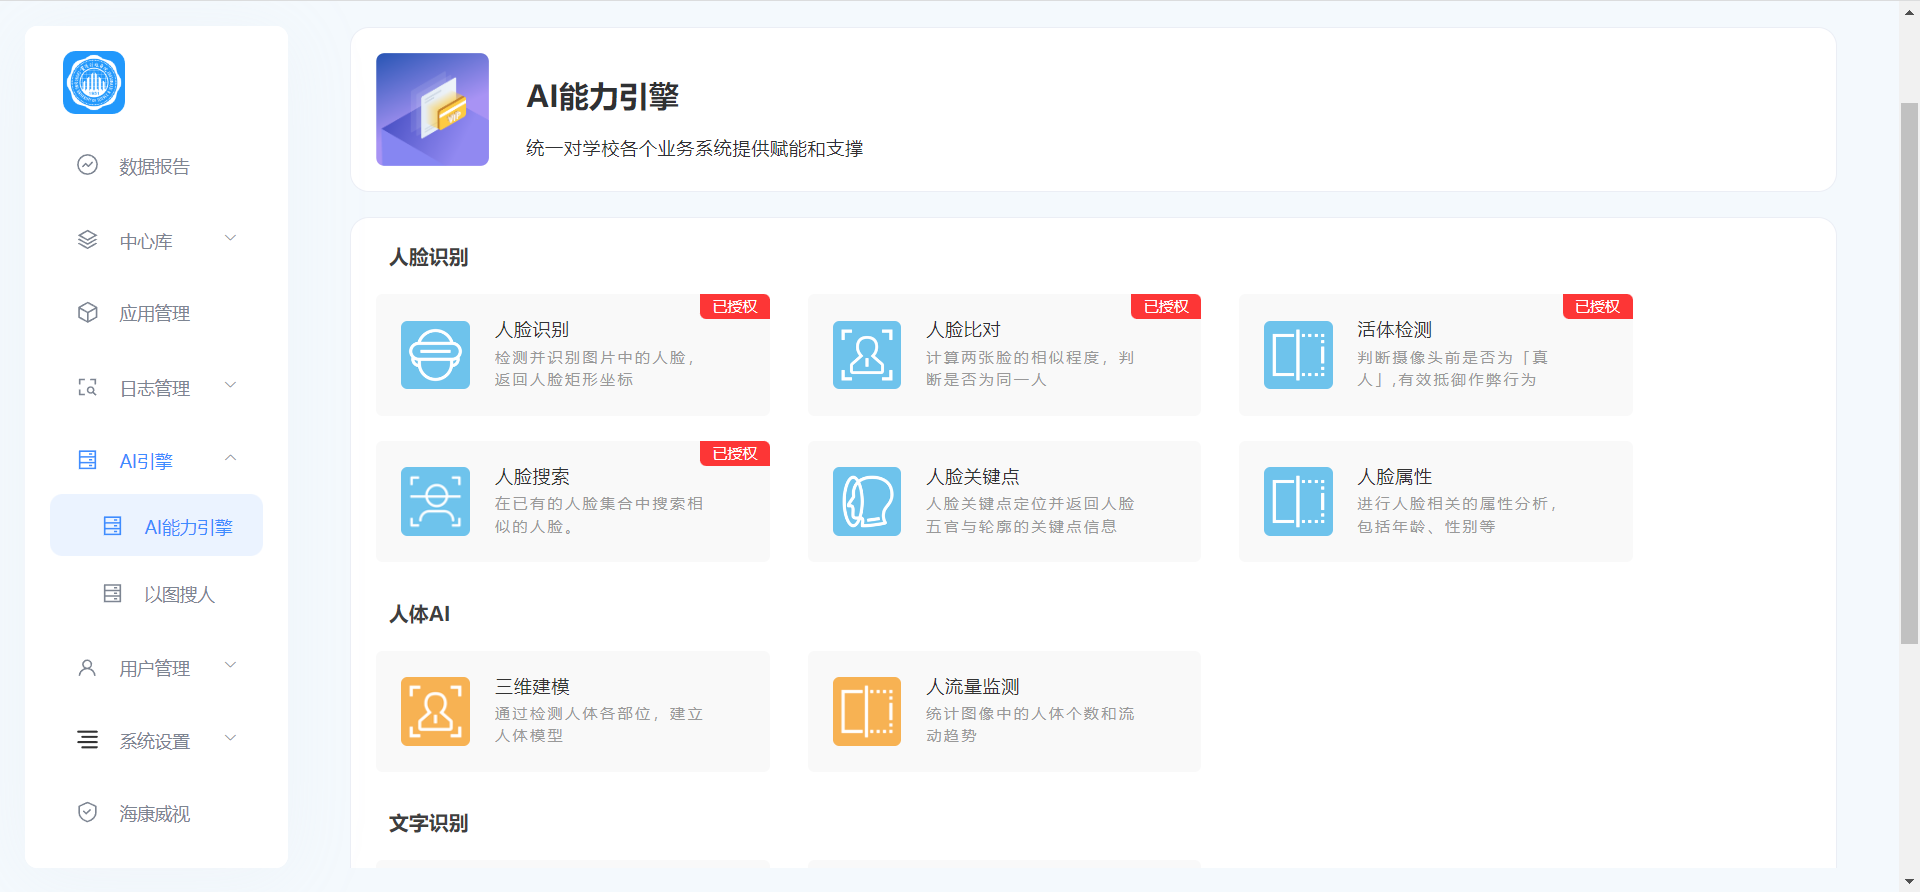 数据报告
中心库
应用管理
日志管理
AI引擎
AI能力引擎
以图搜人
用户管理
系统设置
海康威视
VIP
AI能力引擎
统一对学校各个业务系统提供赋能和支撑
人脸识别
已授权
人脸识别
检测并识别图片中的人脸，
返回人脸矩形坐标
已授权
人脸比对
计算两张脸的相似程度，判
断是否为同一人
已授权
活体检测
判断摄像头前是否为「真
人」,有效抵御作弊行为
已授权
人脸搜索
在已有的人脸集合中搜索相
似的人脸。
人脸关键点
人脸关键点定位并返回人脸
五官与轮廓的关键点信息
人脸属性
进行人脸相关的属性分析，
包括年龄、性别等
人体AI
三维建模
通过检测人体各部位，建立
人体模型
人流量监测
统计图像中的人体个数和流
动趋势
文字识别